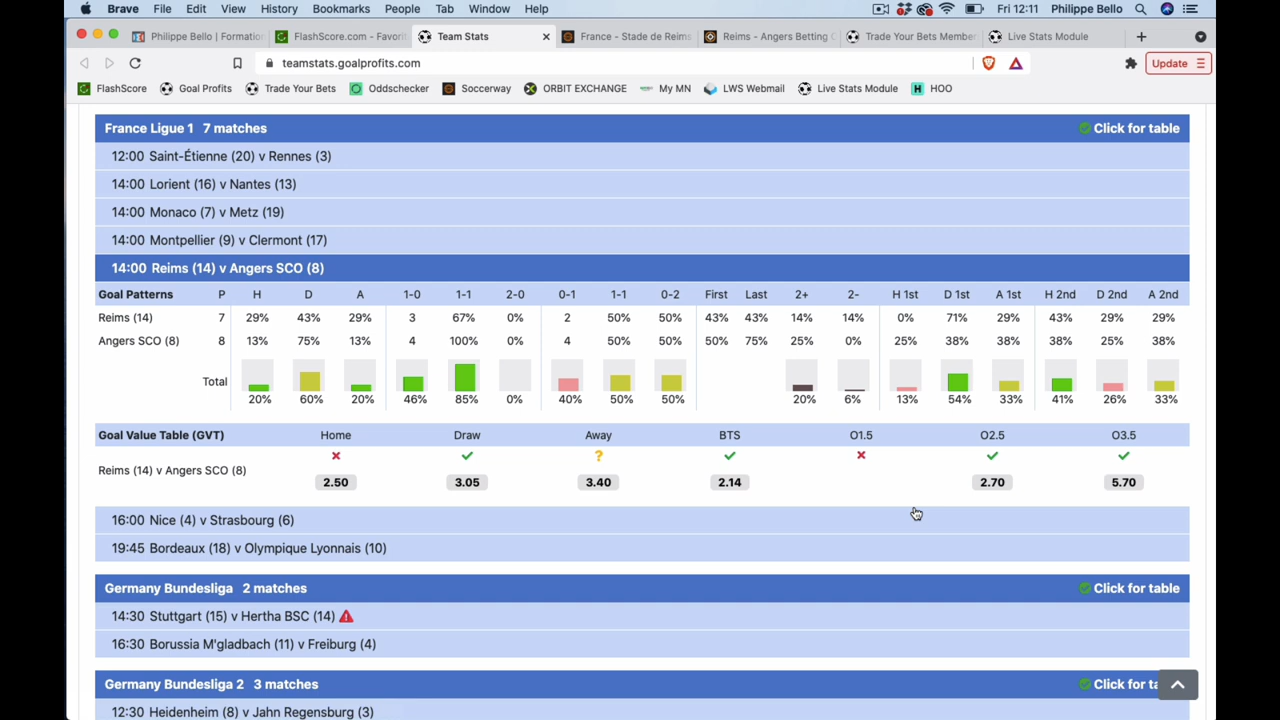 Brave File Edit View History Bookmarks People Tab Window Help Fri 12:11 Philippe Bello
Philippe Bello | Formation FlashScore.com - Favorit Team Stats France - Stade de Reims Reims - Angers Betting O Trade Your Bets Membe Live Stats Module
teamstats.goalprofits.com Update
FlashScore Goal Profits Trade Your Bets Oddschecker Soccerway ORBIT EXCHANGE My MN LWS Webmail Live Stats Module HOO
France Ligue 1 7 matches Click for table
12:00 Saint-Étienne (20) v Rennes (3)
14:00 Lorient (16) v Nantes (13)
14:00 Monaco (7) v Metz (19)
14:00 Montpellier (9) v Clermont (17)
14:00 Reims (14) v Angers SCO (8)
Goal Patterns P H D A 1-0 1-1 2-0 0-1 1-1 0-2 First Last 2+ 2- H 1st D 1st A 1st H 2nd D 2nd A 2nd
Reims (14) 7 29% 43% 29% 3 67% 0% 2 50% 50% 43% 43% 14% 14% 0% 71% 29% 43% 29% 29%
Angers SCO (8) 8 13% 75% 13% 4 100% 0% 4 50% 50% 50% 75% 25% 0% 25% 38% 38% 38% 25% 38%
Total
20% 60% 20% 46% 85% 0% 40% 50% 50% 20% 6% 13% 54% 33% 41% 26% 33%
Goal Value Table (GVT) Home Draw Away BTS O1.5 O2.5 O3.5
Reims (14) v Angers SCO (8)
2.50 3.05 3.40 2.14 2.70 5.70
16:00 Nice (4) v Strasbourg (6)
19:45 Bordeaux (18) v Olympique Lyonnais (10)
Germany Bundesliga 2 matches Click for table
14:30 Stuttgart (15) v Hertha BSC (14)
16:30 Borussia M'gladbach (11) v Freiburg (4)
Germany Bundesliga 2 3 matches Click for ta
12:30 Heidenheim (8) v Jahn Regensburg (3)